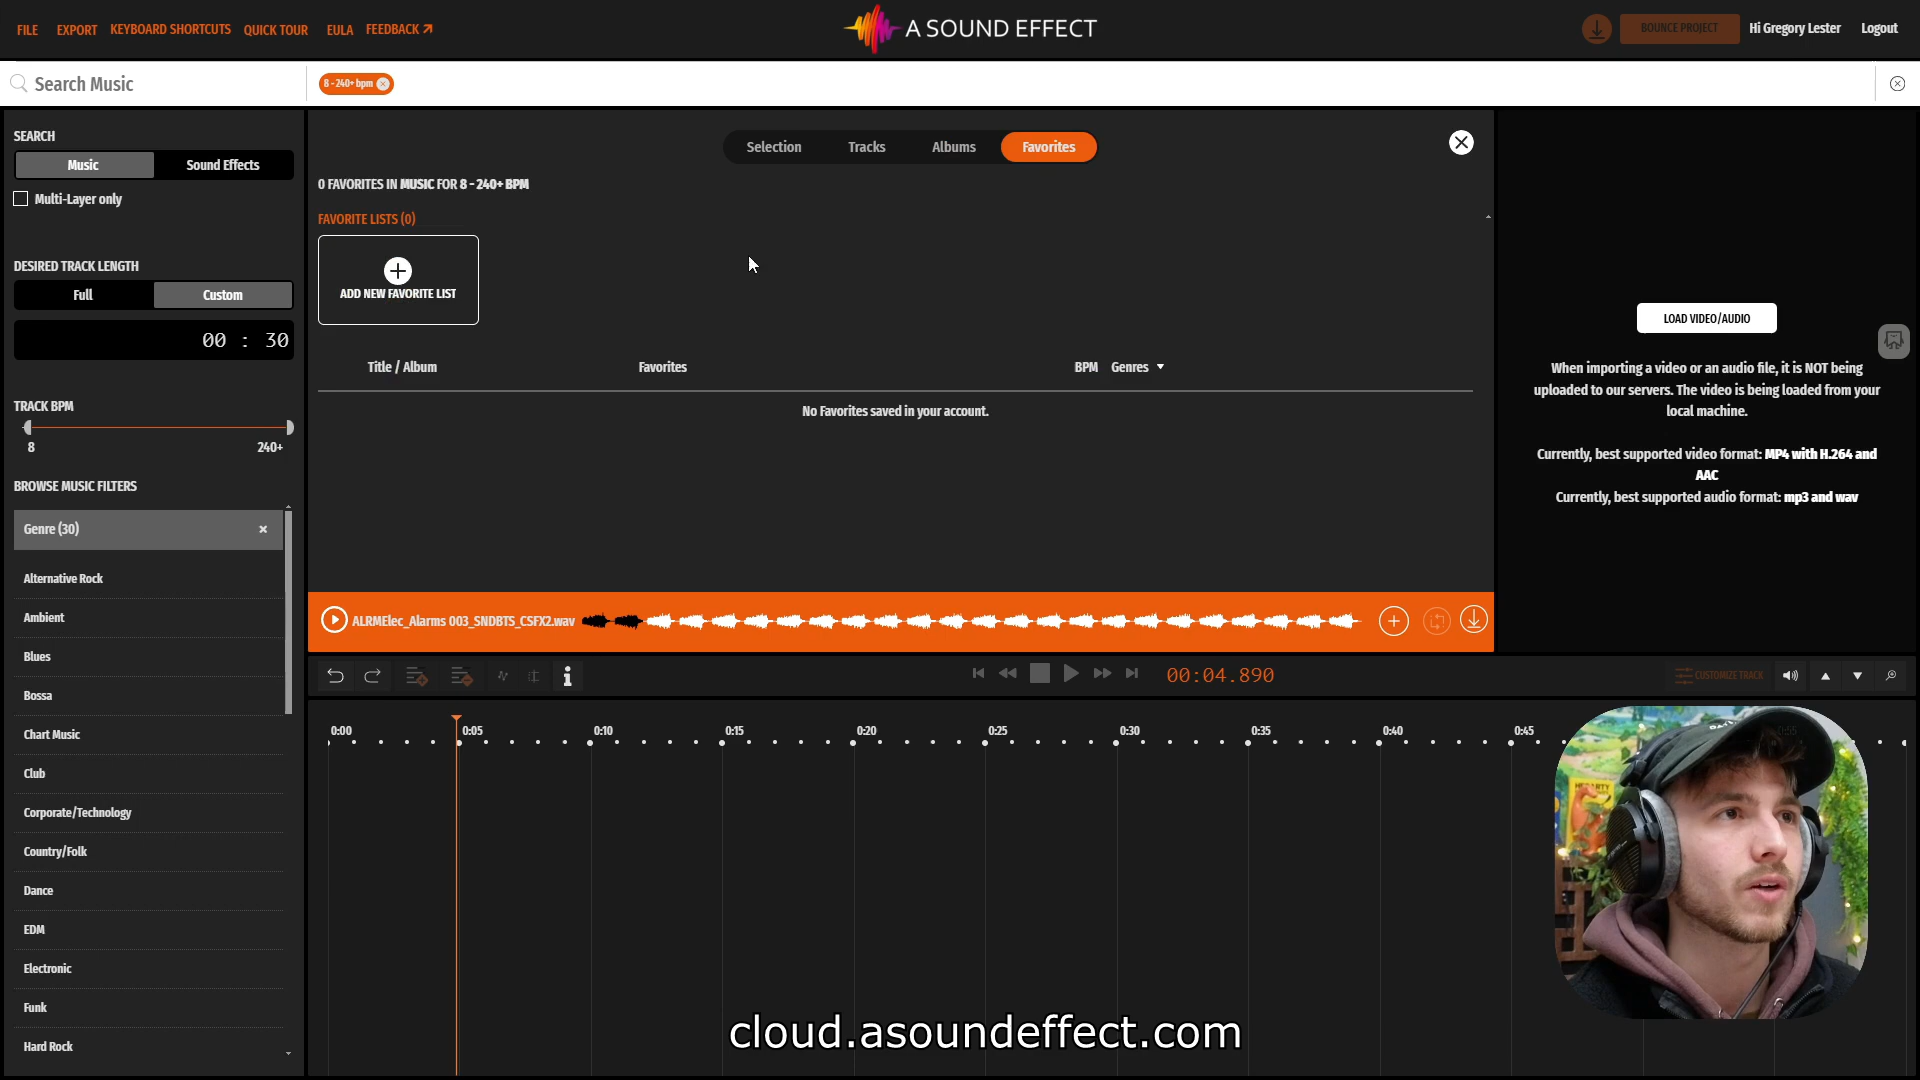 FILE
EXPORT
KEYBOARD SHORTCUTS
QUICK TOUR
EULA
FEEDBACK
A SOUND EFFECT
BOUNCE PROJECT
Hi Gregory Lester
Logout
Search Music
8 - 240+ bpm
SEARCH
Music
Sound Effects
Multi-Layer only
DESIRED TRACK LENGTH
Full
Custom
00 : 30
TRACK BPM
8
240+
BROWSE MUSIC FILTERS
Genre (30)
Alternative Rock
Ambient
Blues
Bossa
Chart Music
Club
Corporate/Technology
Country/Folk
Dance
EDM
Electronic
Funk
Hard Rock
Selection
Tracks
Albums
Favorites
0 FAVORITES IN MUSIC FOR 8 - 240+ BPM
FAVORITE LISTS (0)
ADD NEW FAVORITE LIST
Title / Album
Favorites
BPM
Genres
No Favorites saved in your account.
ALRMElec_Alarms 003_SNDBTS_CSFX2.wav
LOAD VIDEO/AUDIO
When importing a video or an audio file, it is NOT being
uploaded to our servers. The video is being loaded from your
local machine.
Currently, best supported video format: MP4 with H.264 and
AAC
Currently, best supported audio format: mp3 and wav
00:04.890
CUSTOMIZE TRACK
0:00
0:05
0:10
0:15
0:20
0:25
0:30
0:35
0:40
0:45
0:55
cloud.asoundeffect.com